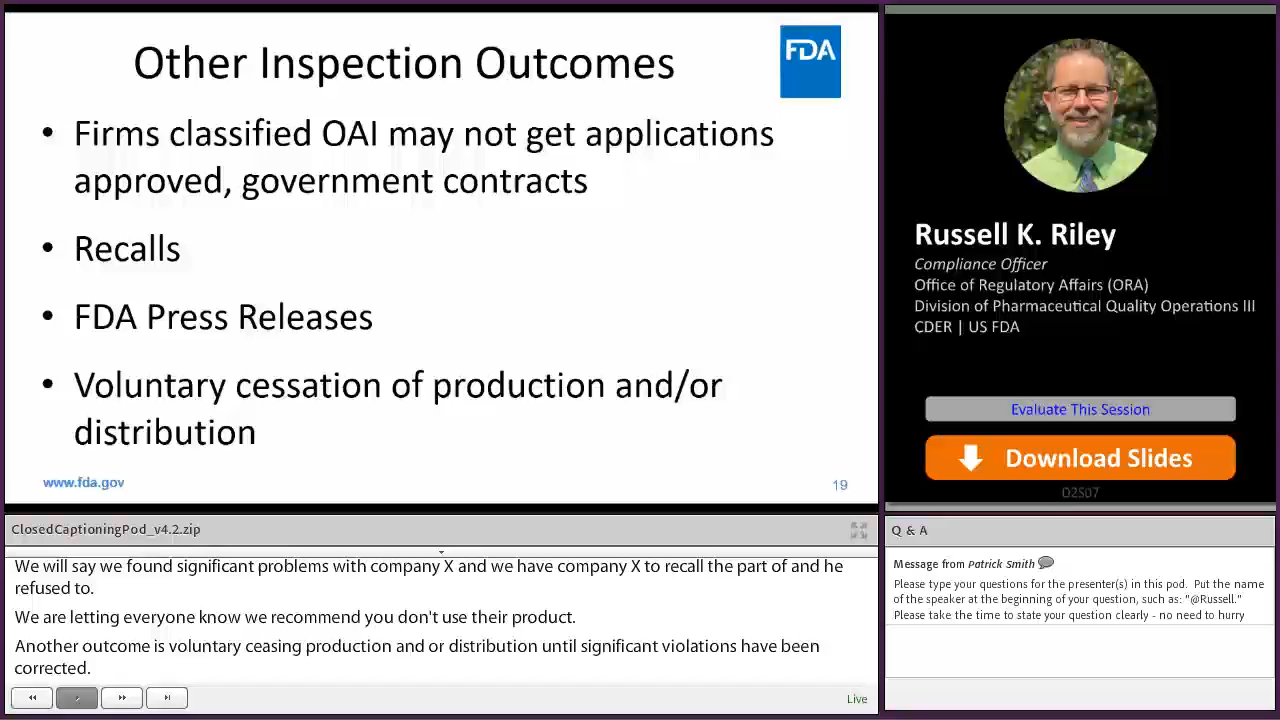 Other Inspection Outcomes
FDA
• Firms classified OAI may not get applications
approved, government contracts
• Recalls
• FDA Press Releases
• Voluntary cessation of production and/or
distribution
www.fda.gov
19
Russell K. Riley
Compliance Officer
Office of Regulatory Affairs (ORA)
Division of Pharmaceutical Quality Operations III
CDER | US FDA
Evaluate This Session
Download Slides
O2S07
ClosedCaptioningPod_v4.2.zip
We will say we found significant problems with company X and we have company X to recall the part of and he
refused to.
We are letting everyone know we recommend you don't use their product.
Another outcome is voluntary ceasing production and or distribution until significant violations have been
corrected.
Live
Q & A
Message from Patrick Smith
Please type your questions for the presenter(s) in this pod. Put the name
of the speaker at the beginning of your question, such as: "@Russell."
Please take the time to state your question clearly - no need to hurry